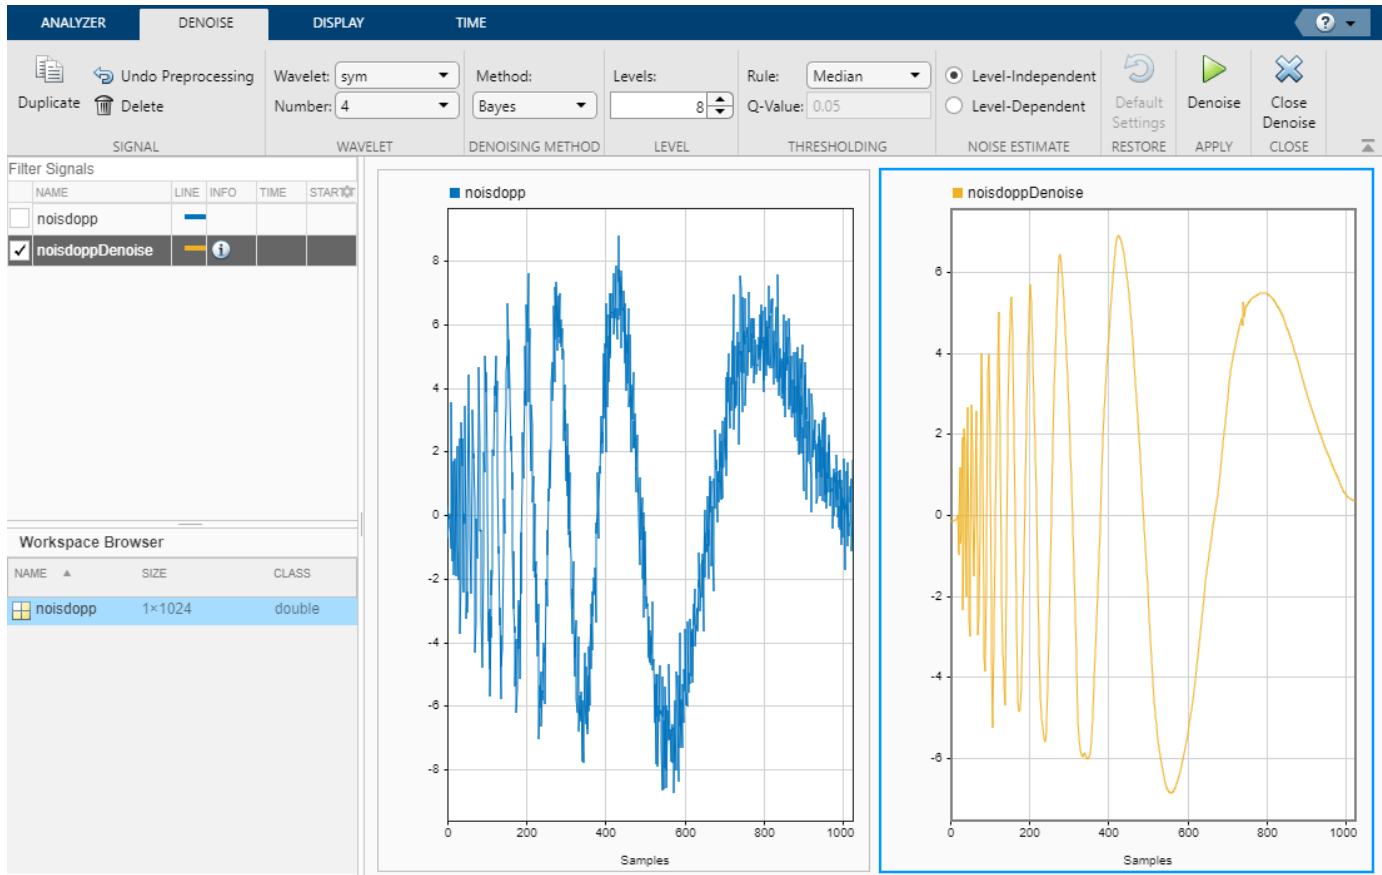 ANALYZER DENOISE DISPLAY TIME ?
Duplicate Undo Preprocessing Delete
SIGNAL
Wavelet: sym
Number: 4
WAVELET
Method:
Bayes
DENOISING METHOD
Levels:
8
LEVEL
Rule: Median
Q-Value: 0.05
THRESHOLDING
Level-Independent
Level-Dependent
NOISE ESTIMATE
Default
Settings
RESTORE
Denoise
APPLY
Close
Denoise
CLOSE
Filter Signals
NAME LINE INFO TIME START
noisdopp
noisdoppDenoise i
Workspace Browser
NAME SIZE CLASS
noisdopp 1×1024 double
noisdopp
8
6
4
2
0
-2
-4
-6
-8
0 200 400 600 800 1000
Samples
noisdoppDenoise
6
4
2
0
-2
-4
-6
0 200 400 600 800 1000
Samples